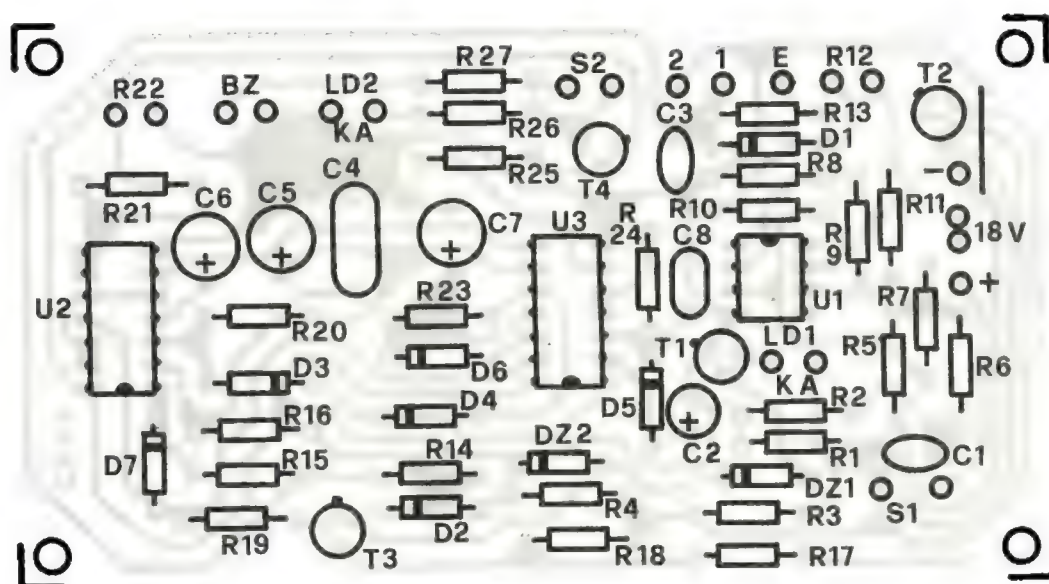 R27
S2
2
1
E
R12
T2
R22
BZ
LD2
K A
R26
C3
R13
D1
R8
R25
T4
R21
C6
C5
C4
C7
U3
R
24
R10
C8
R
9
R11
−
18 V
+
U2
R20
R23
U1
R7
D3
D6
T1
LD1
K A
R5
R6
R16
D4
D5
R2
D7
R15
R14
DZ2
C2
R1
C1
DZ1
S1
R19
T3
D2
R4
R3
R18
R17
+
+
+
+